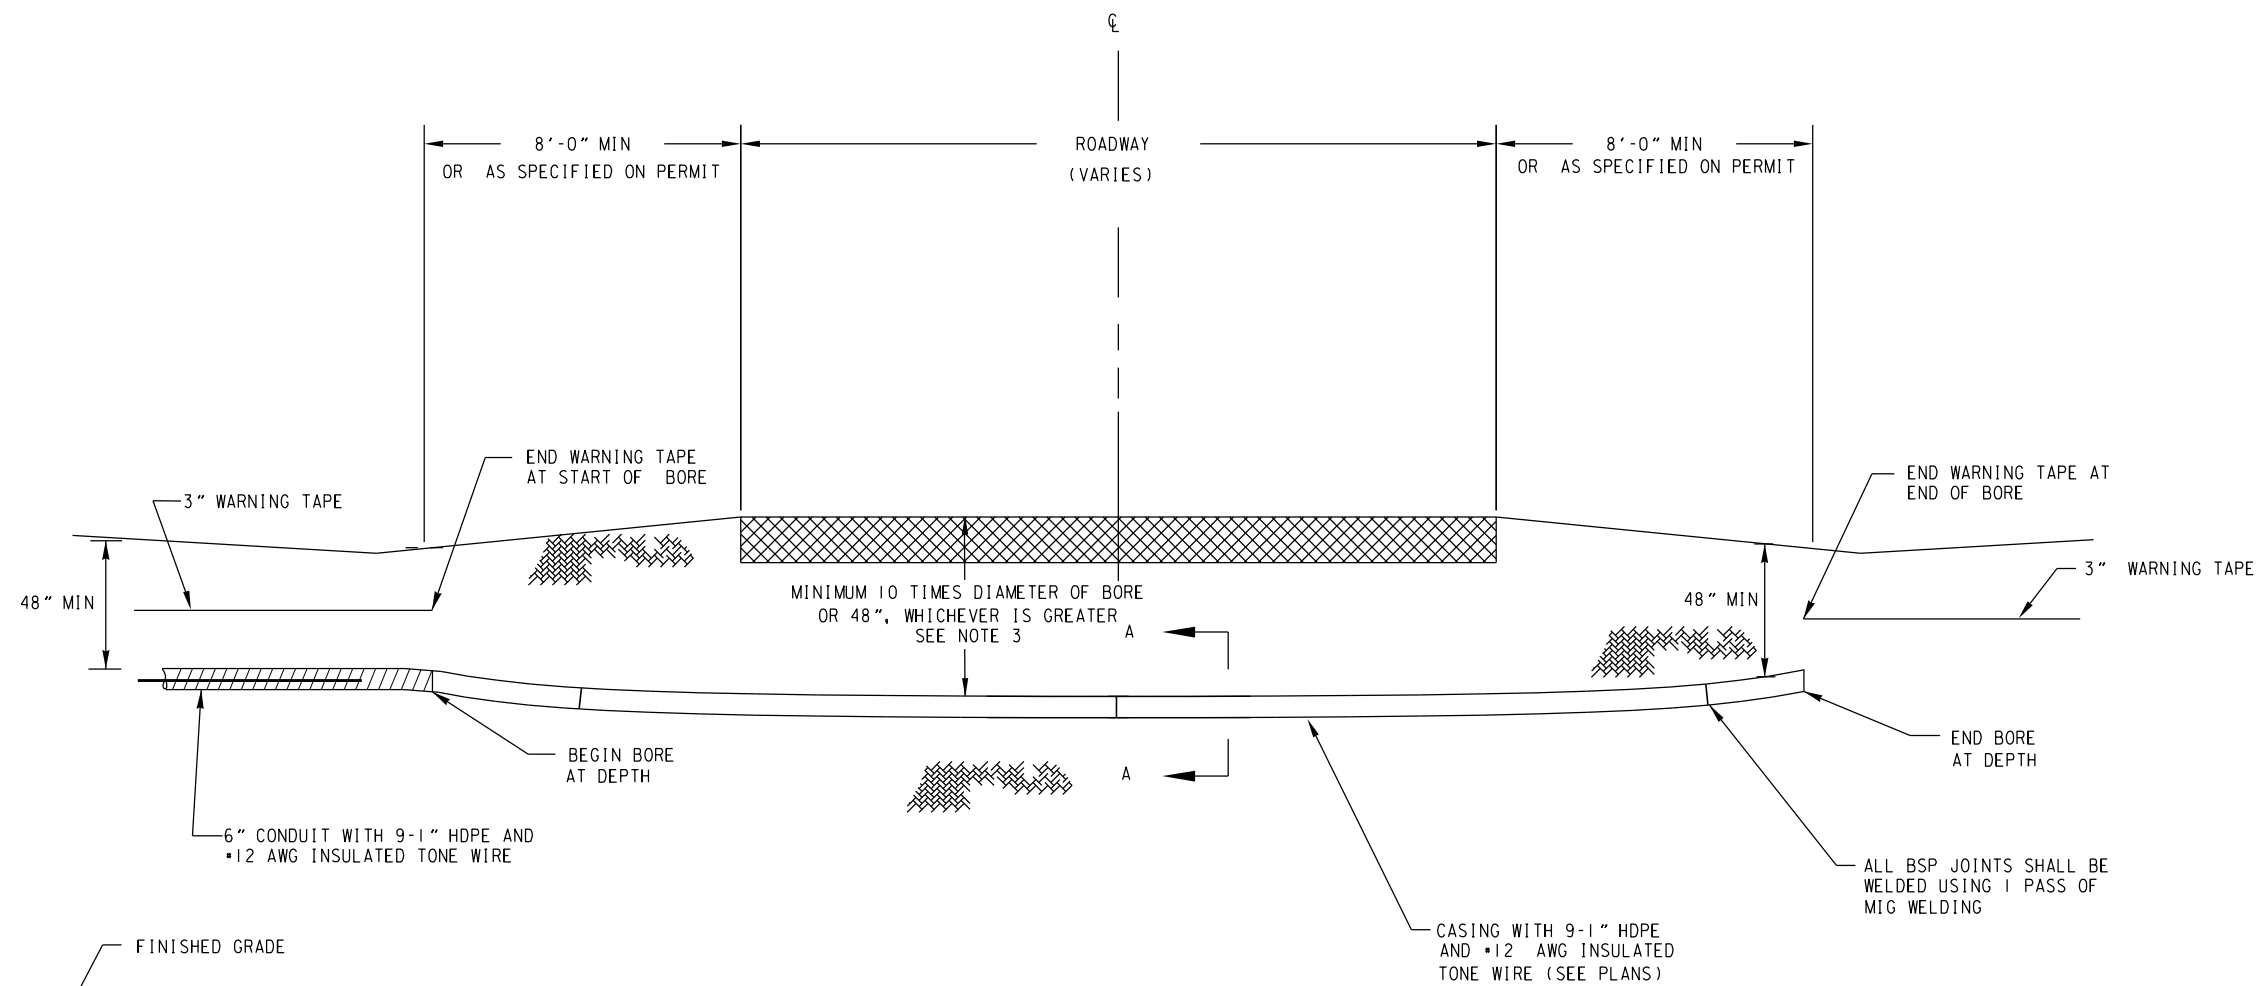 ℄
8'-0" MIN
OR AS SPECIFIED ON PERMIT
ROADWAY
(VARIES)
8'-0" MIN
OR AS SPECIFIED ON PERMIT
END WARNING TAPE
AT START OF BORE
3" WARNING TAPE
END WARNING TAPE AT
END OF BORE
3" WARNING TAPE
48" MIN
MINIMUM 10 TIMES DIAMETER OF BORE
OR 48", WHICHEVER IS GREATER
SEE NOTE 3
A
48" MIN
BEGIN BORE
AT DEPTH
A
END BORE
AT DEPTH
6" CONDUIT WITH 9-1" HDPE AND
#12 AWG INSULATED TONE WIRE
ALL BSP JOINTS SHALL BE
WELDED USING 1 PASS OF
MIG WELDING
CASING WITH 9-1" HDPE
AND #12 AWG INSULATED
TONE WIRE (SEE PLANS)
FINISHED GRADE